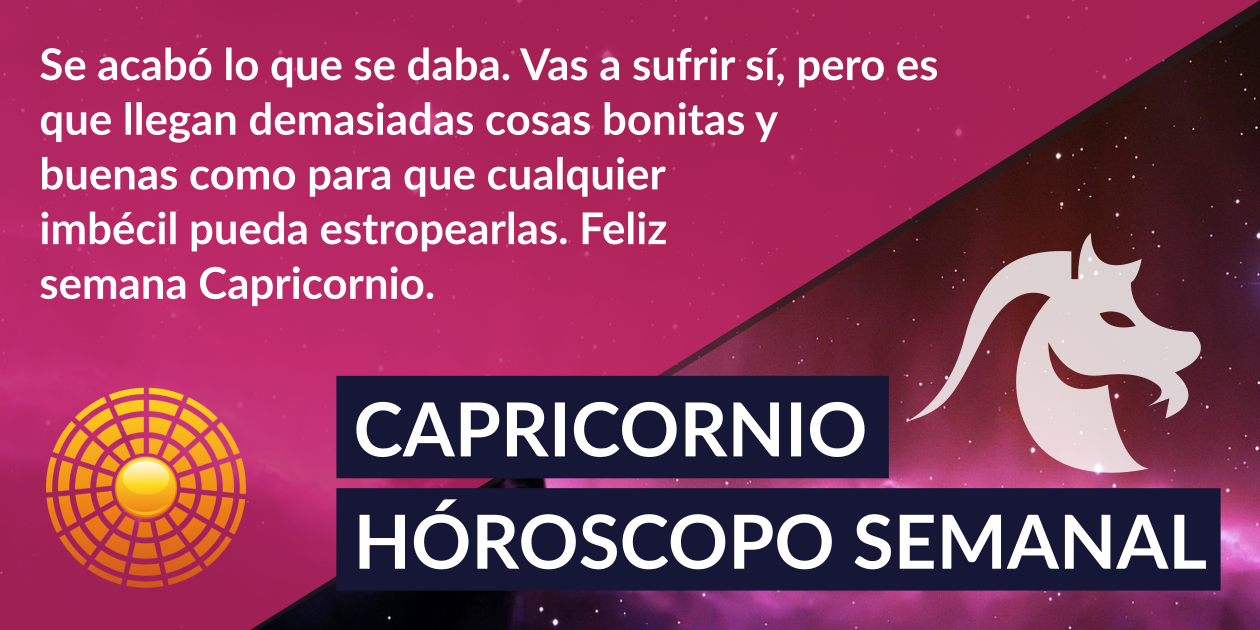 Se acabó lo que se daba. Vas a sufrir sí, pero es
que llegan demasiadas cosas bonitas y
buenas como para que cualquier
imbécil pueda estropearlas. Feliz
semana Capricornio.
CAPRICORNIO
HÓROSCOPO SEMANAL